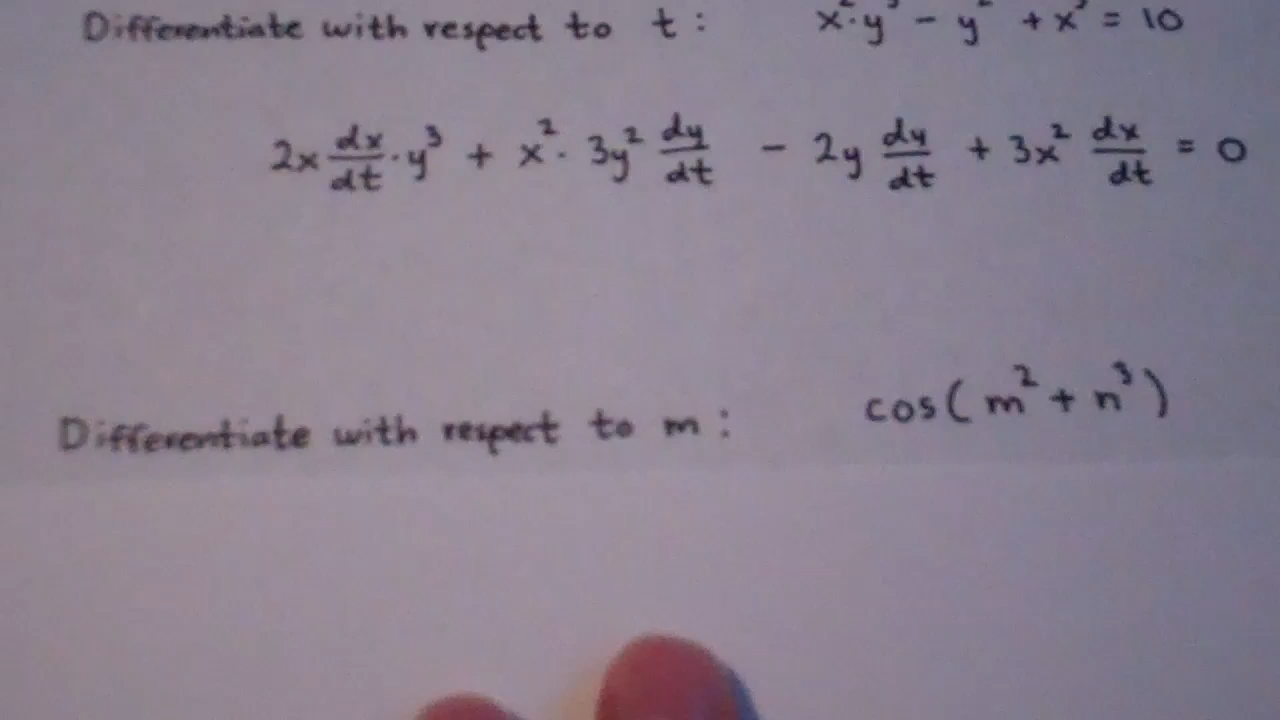 Differentiate with respect to t: x²·y³ - y² + x³ = 10
2x dx/dt · y³ + x² · 3y² dy/dt - 2y dy/dt + 3x² dx/dt = 0
Differentiate with respect to m: cos(m² + n³)